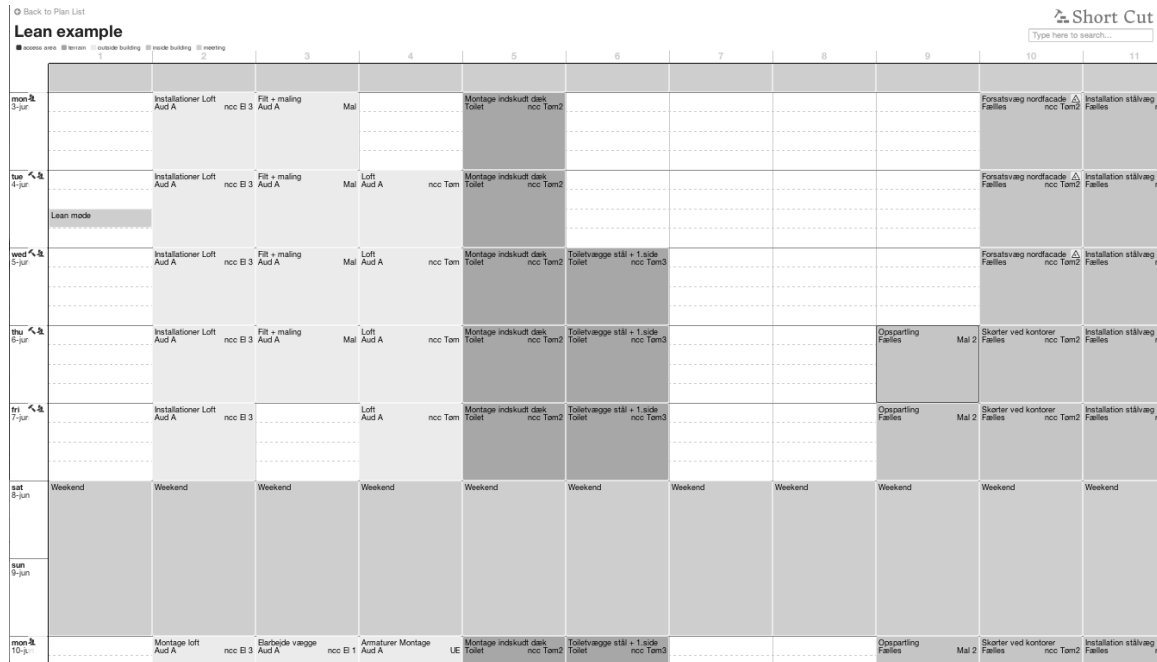 Back to Plan List
Short Cut
Lean example
Type here to search...
access area terrain outside building inside building meeting
1 2 3 4 5 6 7 8 9 10 11
mon Installationer Loft Filt + maling Montage indskudt dæk Forsatsvæg nordfacade Installation stålvæg
3-jun Aud A ncc El 3 Aud A Mal Toilet ncc Tøm2 Fælles ncc Tøm2 Fælles
tue Installationer Loft Filt + maling Loft Montage indskudt dæk Forsatsvæg nordfacade Installation stålvæg
4-jun Aud A ncc El 3 Aud A Mal Aud A ncc Tøm Toilet ncc Tøm2 Fælles ncc Tøm2 Fælles
Lean møde
wed Installationer Loft Filt + maling Loft Montage indskudt dæk Toiletvægge stål + 1.side Forsatsvæg nordfacade Installation stålvæg
5-jun Aud A ncc El 3 Aud A Mal Aud A ncc Tøm Toilet ncc Tøm2 Toilet ncc Tøm3 Fælles ncc Tøm2 Fælles
thu Installationer Loft Filt + maling Loft Montage indskudt dæk Toiletvægge stål + 1.side Opspartling Skørter ved kontorer Installation stålvæg
6-jun Aud A ncc El 3 Aud A Mal Aud A ncc Tøm Toilet ncc Tøm2 Toilet ncc Tøm3 Fælles Mal 2 Fælles ncc Tøm2 Fælles
fri Installationer Loft Loft Montage indskudt dæk Toiletvægge stål + 1.side Opspartling Skørter ved kontorer Installation stålvæg
7-jun Aud A ncc El 3 Aud A ncc Tøm Toilet ncc Tøm2 Toilet ncc Tøm3 Fælles Mal 2 Fælles ncc Tøm2 Fælles
sat Weekend Weekend Weekend Weekend Weekend Weekend Weekend Weekend Weekend Weekend Weekend
8-jun
sun
9-jun
mon Montage loft Elarbejde vægge Armaturer Montage Montage indskudt dæk Toiletvægge stål + 1.side Opspartling Skørter ved kontorer Installation stålvæg
10-jun Aud A ncc El 3 Aud A ncc El 1 Aud A UE Toilet ncc Tøm2 Toilet ncc Tøm3 Fælles Mal 2 Fælles ncc Tøm2 Fælles